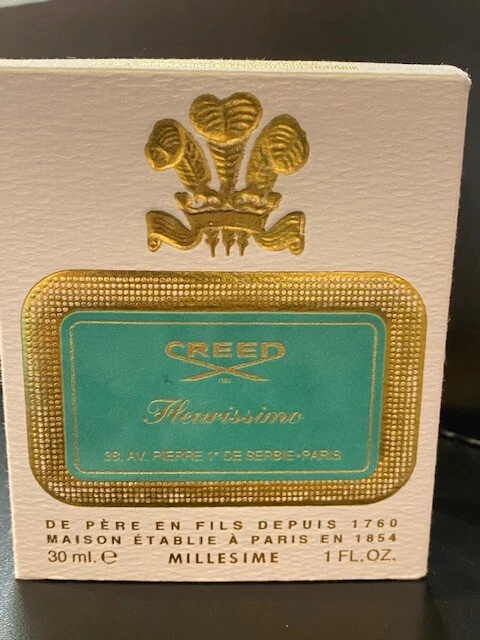 CREED
1760
Fleurissimo
38, AV. PIERRE 1er DE SERBIE-PARIS
DE PÈRE EN FILS DEPUIS 1760
MAISON ÉTABLIE À PARIS EN 1854
30 ml. ℮ MILLESIME 1 FL.OZ.